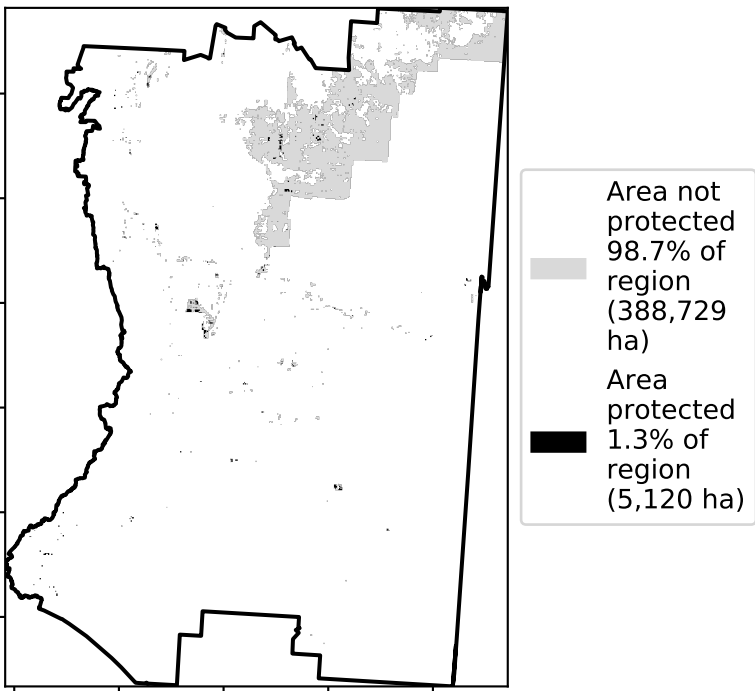 Area not
protected
98.7% of
region
(388,729
ha)
Area
protected
1.3% of
region
(5,120 ha)